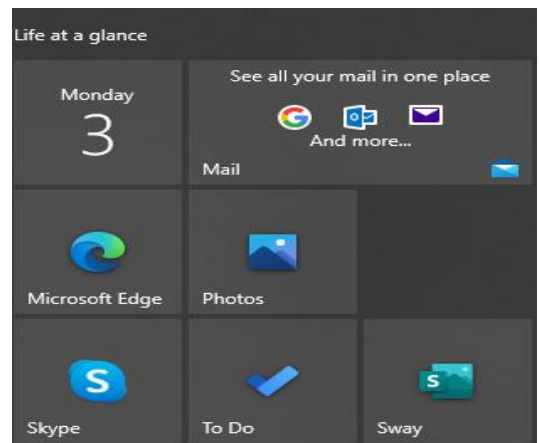 Life at a glance
Monday
3
See all your mail in one place
And more...
Mail
Microsoft Edge
Photos
S
Skype
To Do
S
Sway